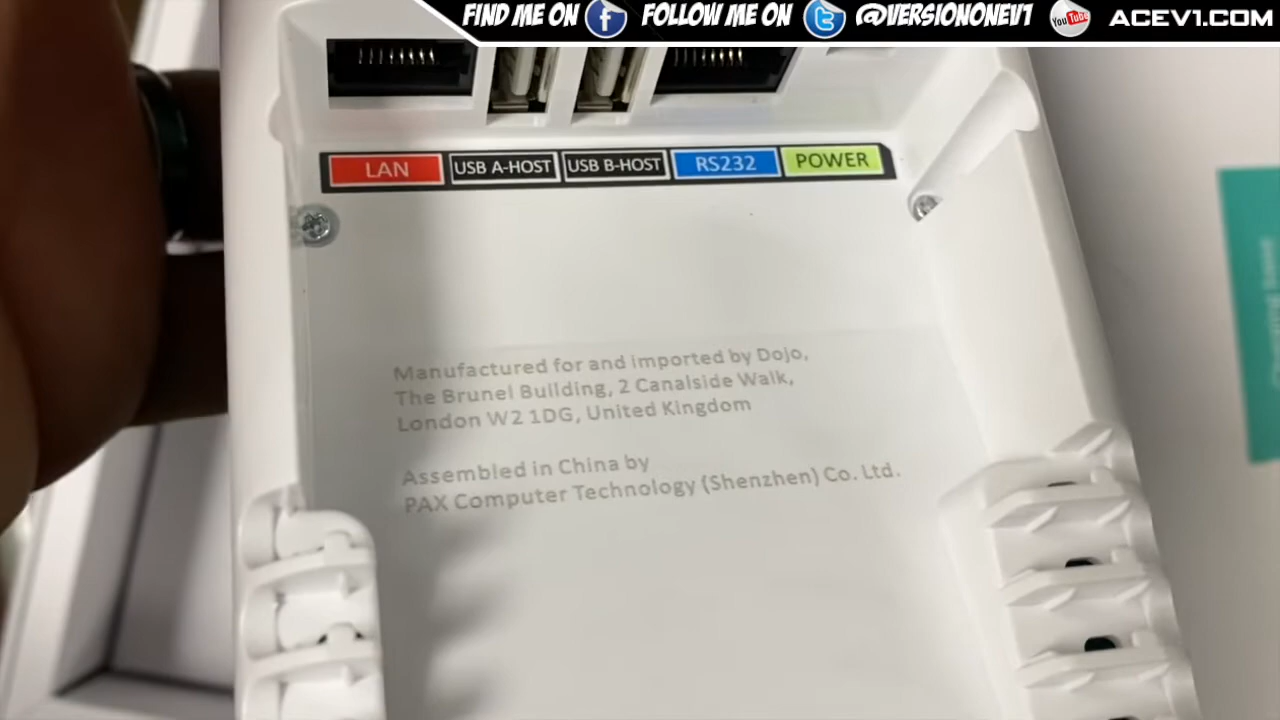 FIND ME ON FOLLOW ME ON @VERSIONONEV1 You Tube ACEV1.COM
LAN USB A-HOST USB B-HOST RS232 POWER
Manufactured for and imported by Dojo,
The Brunel Building, 2 Canalside Walk,
London W2 1DG, United Kingdom
Assembled in China by
PAX Computer Technology (Shenzhen) Co. Ltd.